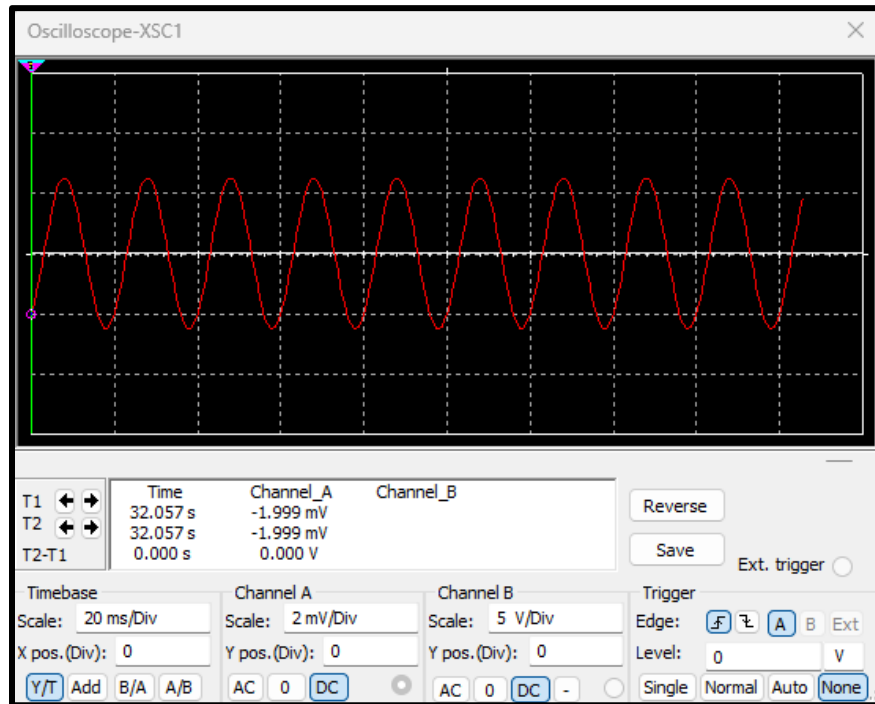 Oscilloscope-XSC1
Time Channel_A Channel_B
T1 32.057 s -1.999 mV
T2 32.057 s -1.999 mV
T2-T1 0.000 s 0.000 V
Reverse
Save
Ext. trigger
Timebase
Scale: 20 ms/Div
X pos.(Div): 0
Y/T Add B/A A/B
Channel A
Scale: 2 mV/Div
Y pos.(Div): 0
AC 0 DC
Channel B
Scale: 5 V/Div
Y pos.(Div): 0
AC 0 DC -
Trigger
Edge: A B Ext
Level: 0 V
Single Normal Auto None